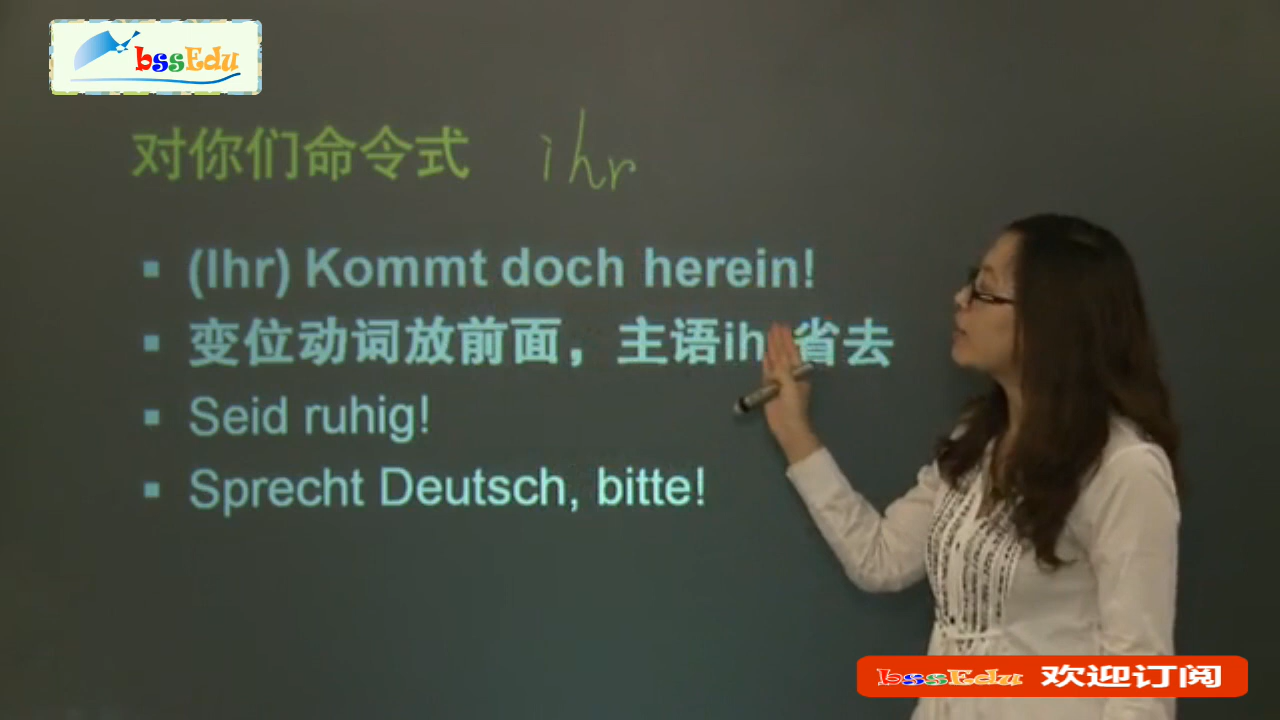 bssEdu
对你们命令式 ihr
(Ihr) Kommt doch herein!
变位动词放前面，主语ihr省去
Seid ruhig!
Sprecht Deutsch, bitte!
bssEdu 欢迎订阅